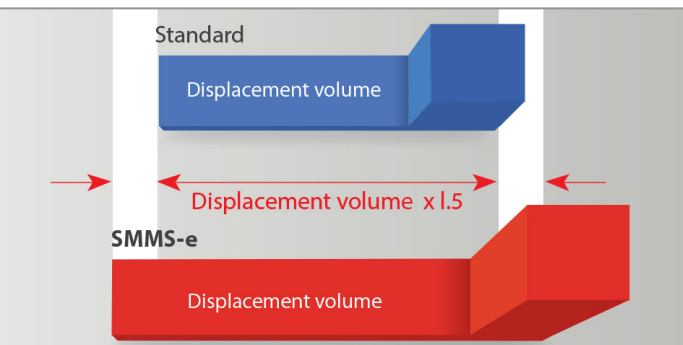 Standard
Displacement volume
Displacement volume x l.5
SMMS-e
Displacement volume